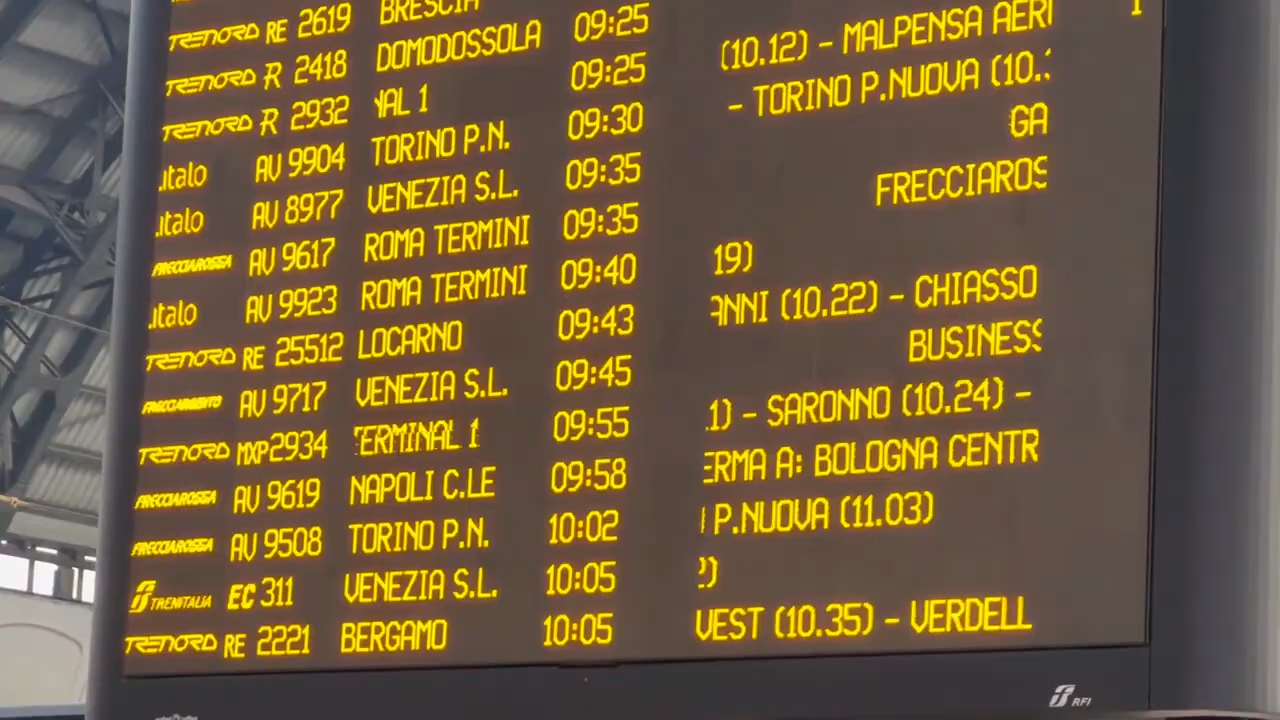 TRENORD RE 2619 BRESCIA
TRENORD R 2418 DOMODOSSOLA 09:25
TRENORD R 2932 NAL 1 09:25 (10.12) - MALPENSA AER 1
.italo AV 9904 TORINO P.N. 09:30 - TORINO P.NUOVA (10.
.italo AV 8977 VENEZIA S.L. 09:35 GA
FRECCIAROSSA AV 9617 ROMA TERMINI 09:35 FRECCIAROS
.italo AV 9923 ROMA TERMINI 09:40 19)
TRENORD RE 25512 LOCARNO 09:43 ANNI (10.22) - CHIASSO
FRECCIARGENTO AV 9717 VENEZIA S.L. 09:45 BUSINESS
TRENORD MXP2934 TERMINAL 1 09:55 1) - SARONNO (10.24) -
FRECCIAROSSA AV 9619 NAPOLI C.LE 09:58 ERMA A: BOLOGNA CENTR
FRECCIAROSSA AV 9508 TORINO P.N. 10:02 P.NUOVA (11.03)
TRENITALIA EC 311 VENEZIA S.L. 10:05 2)
TRENORD RE 2221 BERGAMO 10:05 VEST (10.35) - VERDELL
RFI